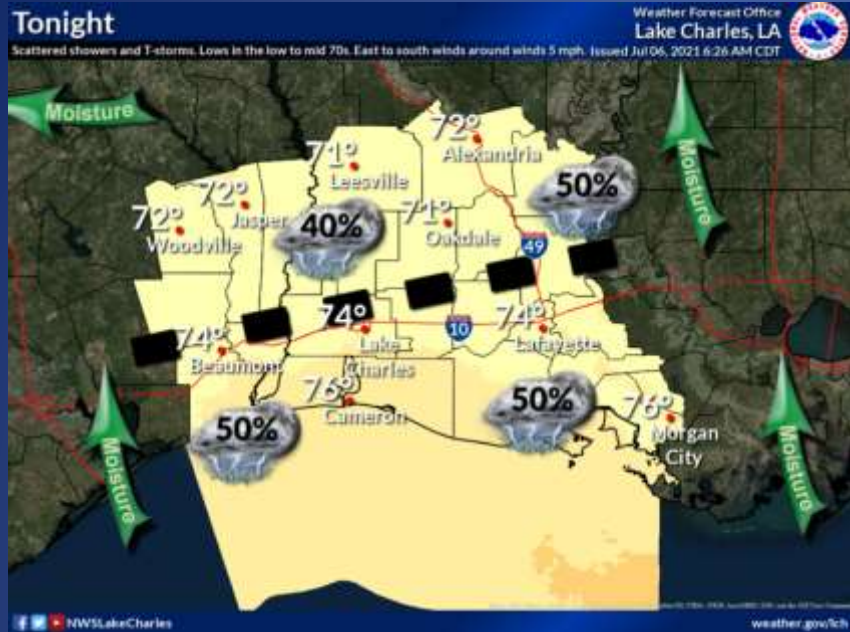 Tonight
Weather Forecast Office
Lake Charles, LA
Scattered showers and T-storms. Lows in the low to mid 70s. East to south winds around winds 5 mph.
Issued Jul 06, 2021 6:26 AM CDT
Moisture
72°
Alexandria
Moisture
71°
Leesville
50%
72°
Jasper
72°
Woodville
40%
71°
Oakdale
49
74°
Beaumont
74°
Lake
Charles
10
74°
Lafayette
76°
Cameron
50%
50%
76°
Morgan
City
Moisture
Moisture
NWSLakeCharles
weather.gov/lch